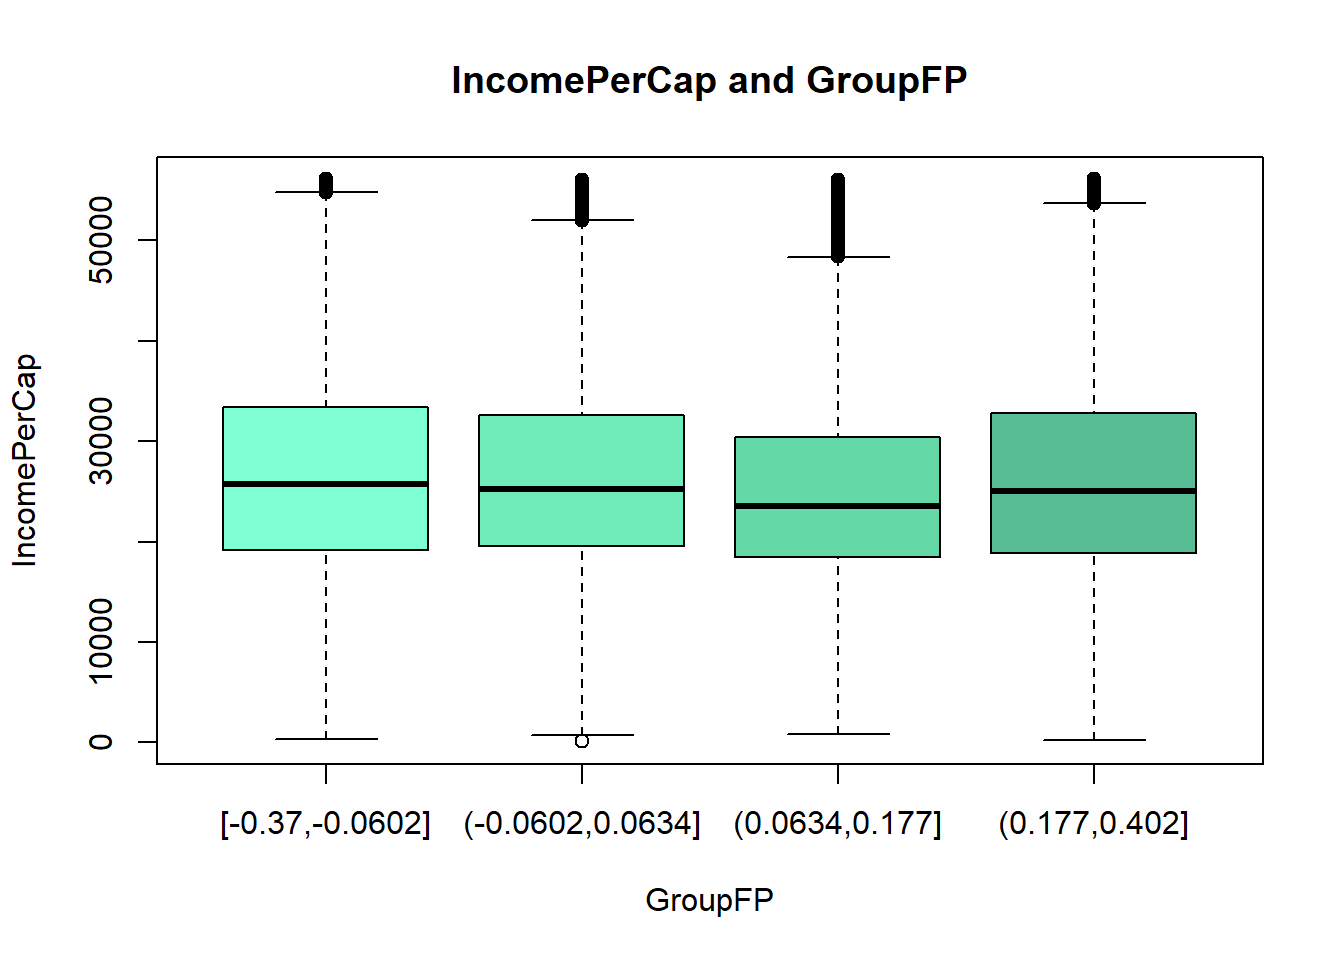 IncomePerCap and GroupFP
IncomePerCap
50000
30000
10000
0
[-0.37,-0.0602] (-0.0602,0.0634] (0.0634,0.177] (0.177,0.402]
GroupFP